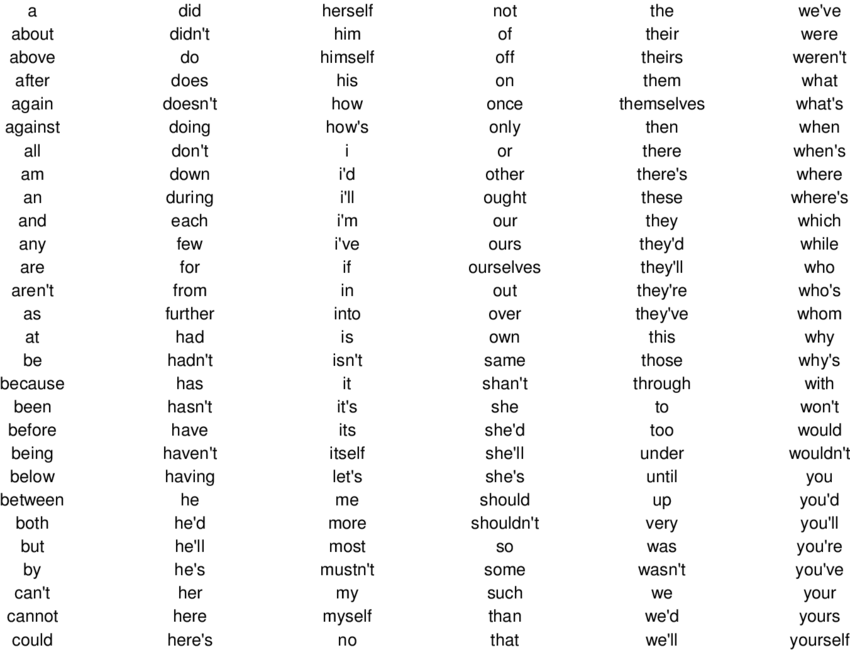 a did herself not the we've
about didn't him of their were
above do himself off theirs weren't
after does his on them what
again doesn't how once themselves what's
against doing how's only then when
all don't i or there when's
am down i'd other there's where
an during i'll ought these where's
and each i'm our they which
any few i've ours they'd while
are for if ourselves they'll who
aren't from in out they're who's
as further into over they've whom
at had is own this why
be hadn't isn't same those why's
because has it shan't through with
been hasn't it's she to won't
before have its she'd too would
being haven't itself she'll under wouldn't
below having let's she's until you
between he me should up you'd
both he'd more shouldn't very you'll
but he'll most so was you're
by he's mustn't some wasn't you've
can't her my such we your
cannot here myself than we'd yours
could here's no that we'll yourself